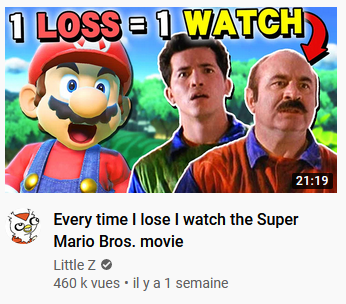 1 LOSS = 1 WATCH
21:19
Every time I lose I watch the Super
Mario Bros. movie
Little Z
460 k vues • il y a 1 semaine